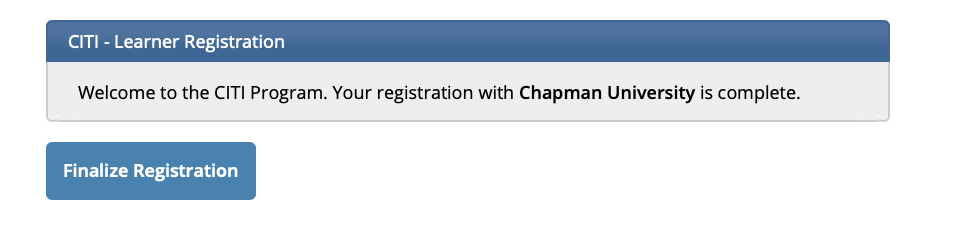 CITI - Learner Registration
Welcome to the CITI Program. Your registration with Chapman University is complete.
Finalize Registration